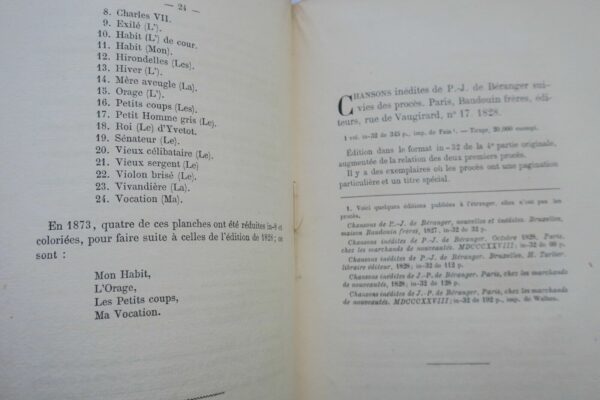 — 24 —
8. Charles VII.
9. Exilé (L').
10. Habit (L') de cour.
11. Habit (Mon).
12. Hirondelles (Les)
13. Hiver (L').
14. Mère aveugle (La)
15. Orage (L').
16. Petits coups (Les).
17. Petit Homme gris (Le)
18. Roi (Le) d'Yvetot.
19. Sénateur (Le).
20. Vieux célibataire (Le).
21. Vieux sergent (Le)
22. Violon brisé (Le).
23. Vivandière (La).
24. Vocation (Ma).
En 1873, quatre de ces planches ont été réduites in-8 et
coloriées, pour faire suite à celles de l'édition de 1828; ce
sont :
Mon Habit,
L'Orage,
Les Petits coups,
Ma Vocation.
CHANSONS inédites de P.-J. de Béranger sui-
vies des procès. Paris, Baudouin frères, édi-
teurs, rue de Vaugirard, n° 17. 1828.
1 vol. in-32 de 345 p., imp. de Fain¹. — Tirage, 20,000 exempl.
Édition dans le format in-32 de la 4e partie originale,
augmentée de la relation des deux premiers procès.
Il y a des exemplaires où les procès ont une pagination
particulière et un titre spécial.
1. Voici quelques éditions publiées à l'étranger, elles n'ont pas les
procès.
Chansons de P.-J. de Béranger, nouvelles et inédites. Bruxelles,
maison Baudouin frères, 1827, in-32 de 32 p.
Chansons inédites de P.-J. de Béranger. Octobre 1828, Paris,
chez les marchands de nouveautés. MDCCCXXVIII; in-32 de 60 p.
Chansons inédites de P.-J. de Béranger. Bruxelles, H. Tarlier,
libraire éditeur, 1828; in-32 de 112 p.
Chansons inédites de J.-P. de Béranger. Paris, chez les marchands
de nouveautés, 1828; in-32 de 128 p.
Chansons inédites de J.-P. de Béranger, Paris, chez les marchands
de nouveautés. MDCCCXXVIII; in-32 de 192 p., imp. de Wallon.